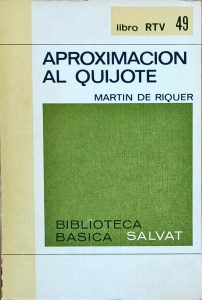 libro RTV 49
APROXIMACION
AL QUIJOTE
MARTIN DE RIQUER
BIBLIOTECA
BASICA SALVAT